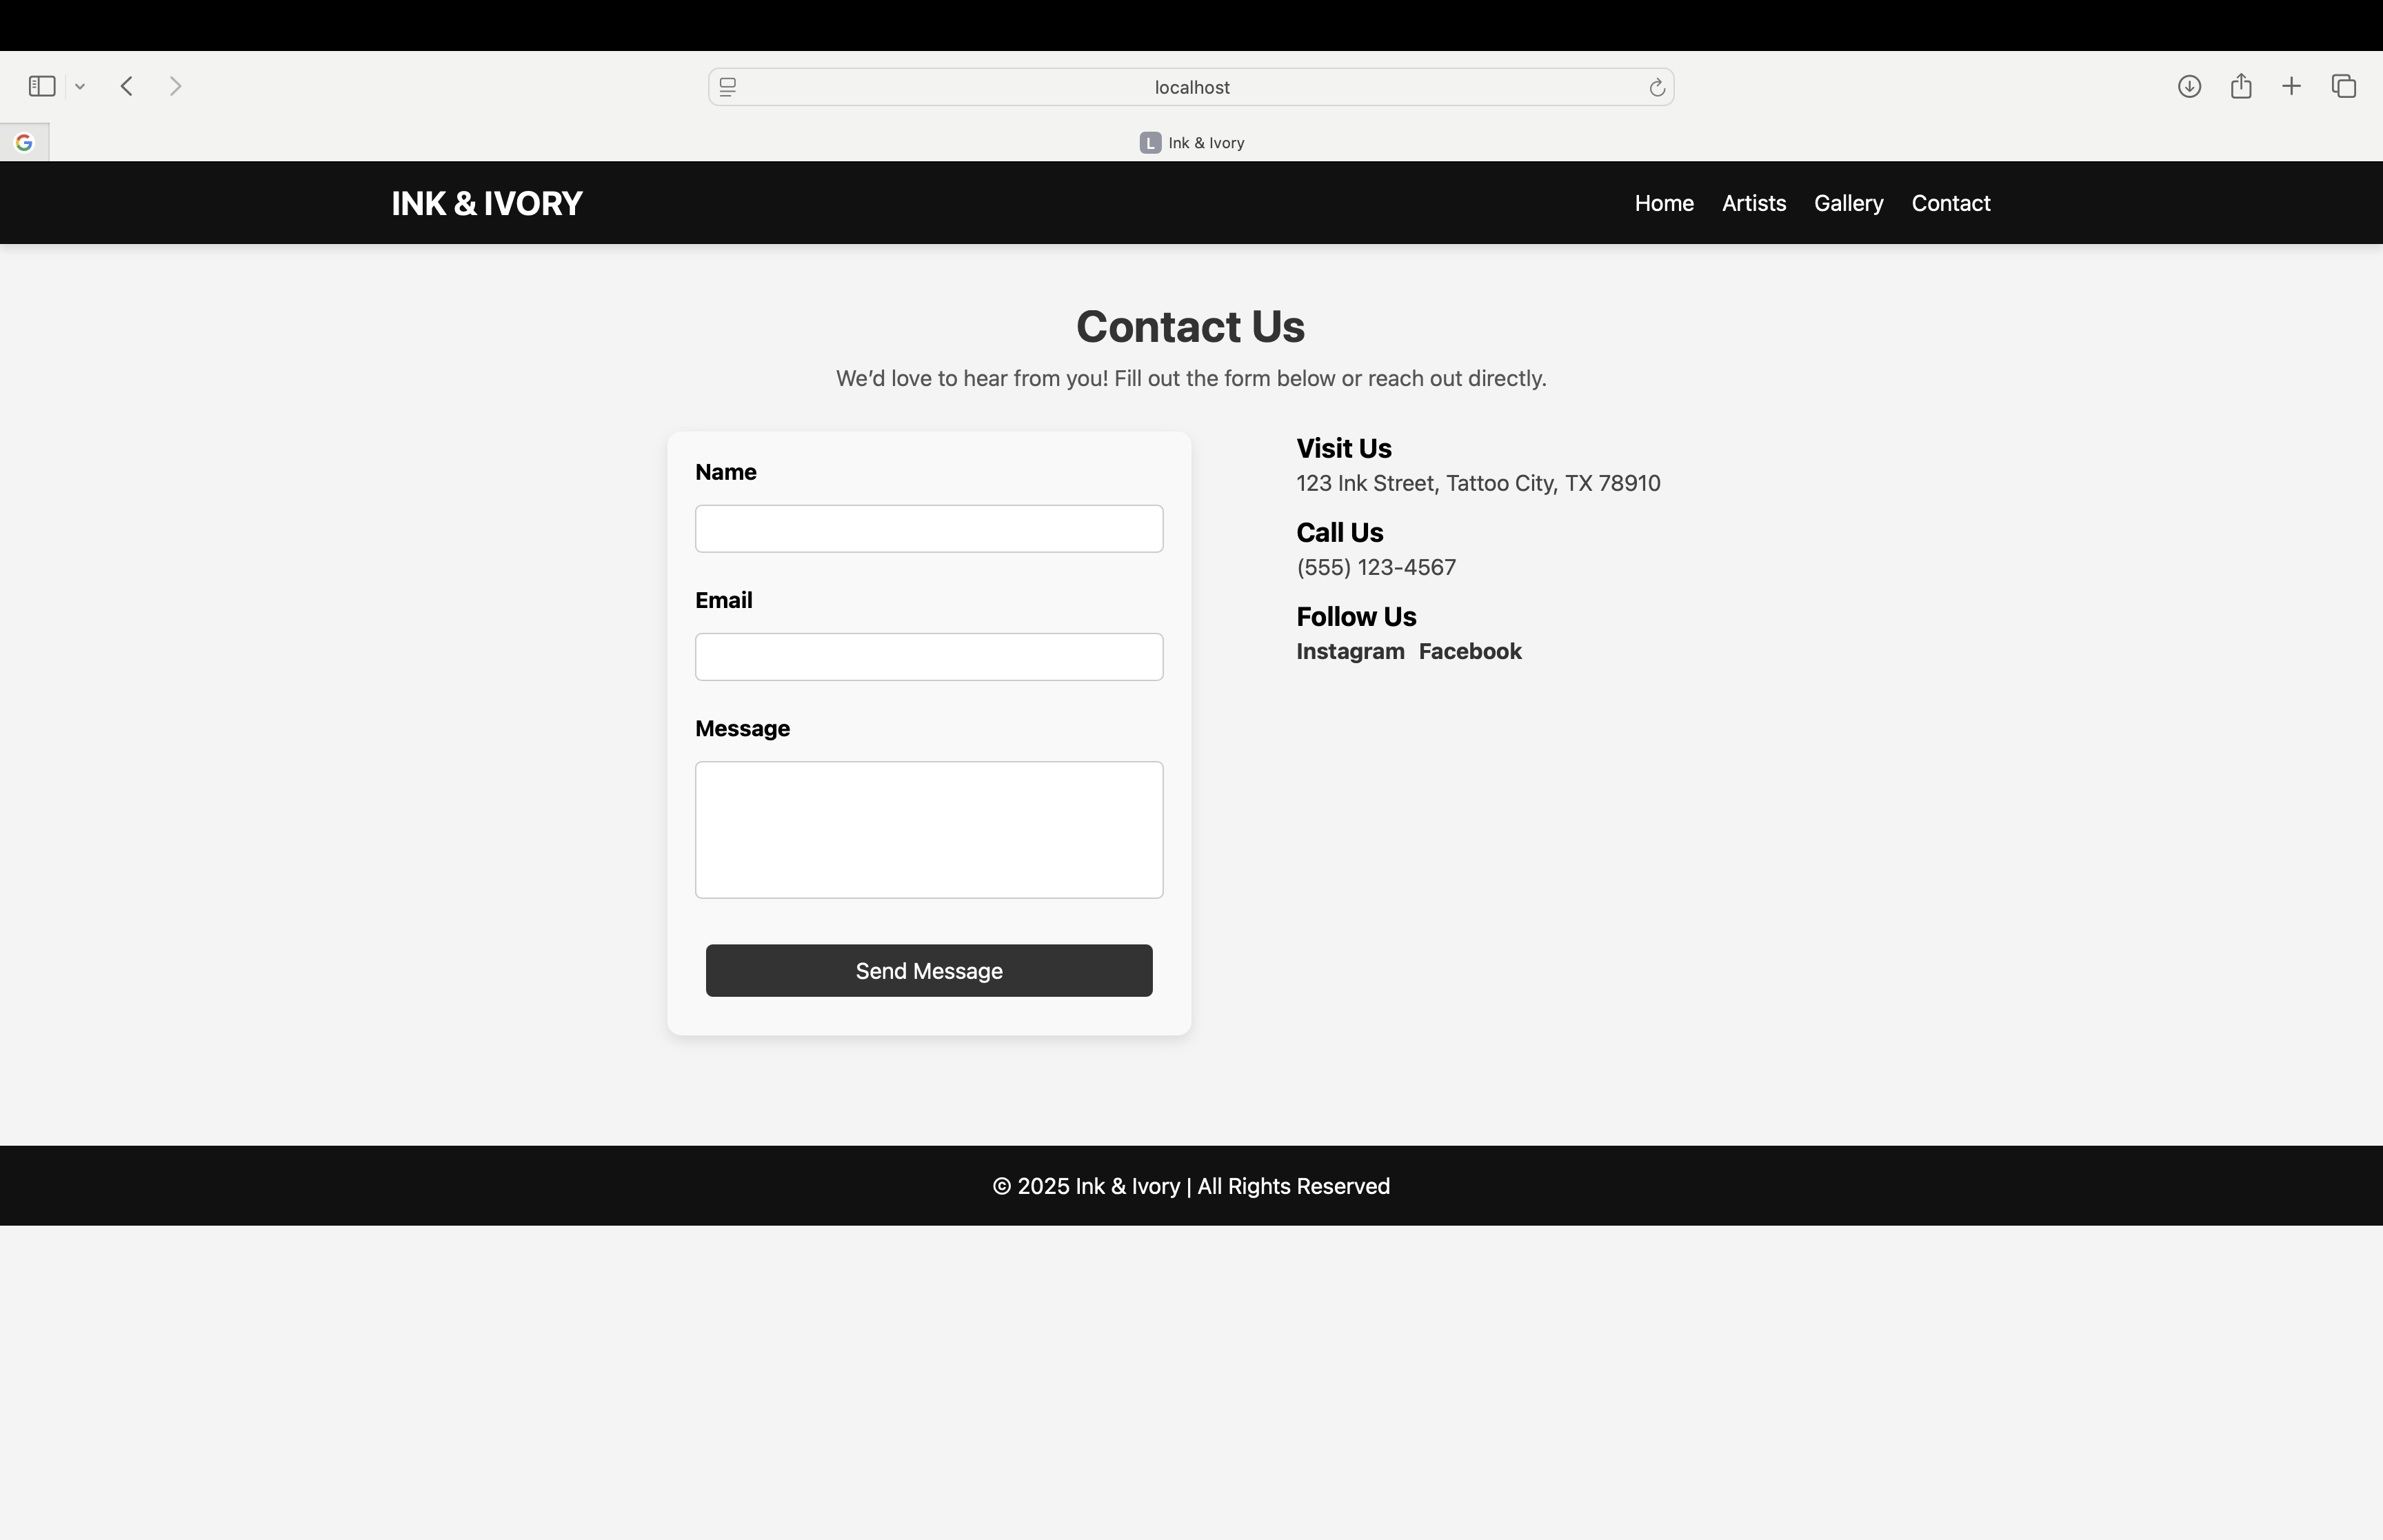 localhost
L Ink & Ivory
INK & IVORY
Home Artists Gallery Contact
Contact Us
We’d love to hear from you! Fill out the form below or reach out directly.
Name
Email
Message
Send Message
Visit Us
123 Ink Street, Tattoo City, TX 78910
Call Us
(555) 123-4567
Follow Us
Instagram Facebook
© 2025 Ink & Ivory | All Rights Reserved